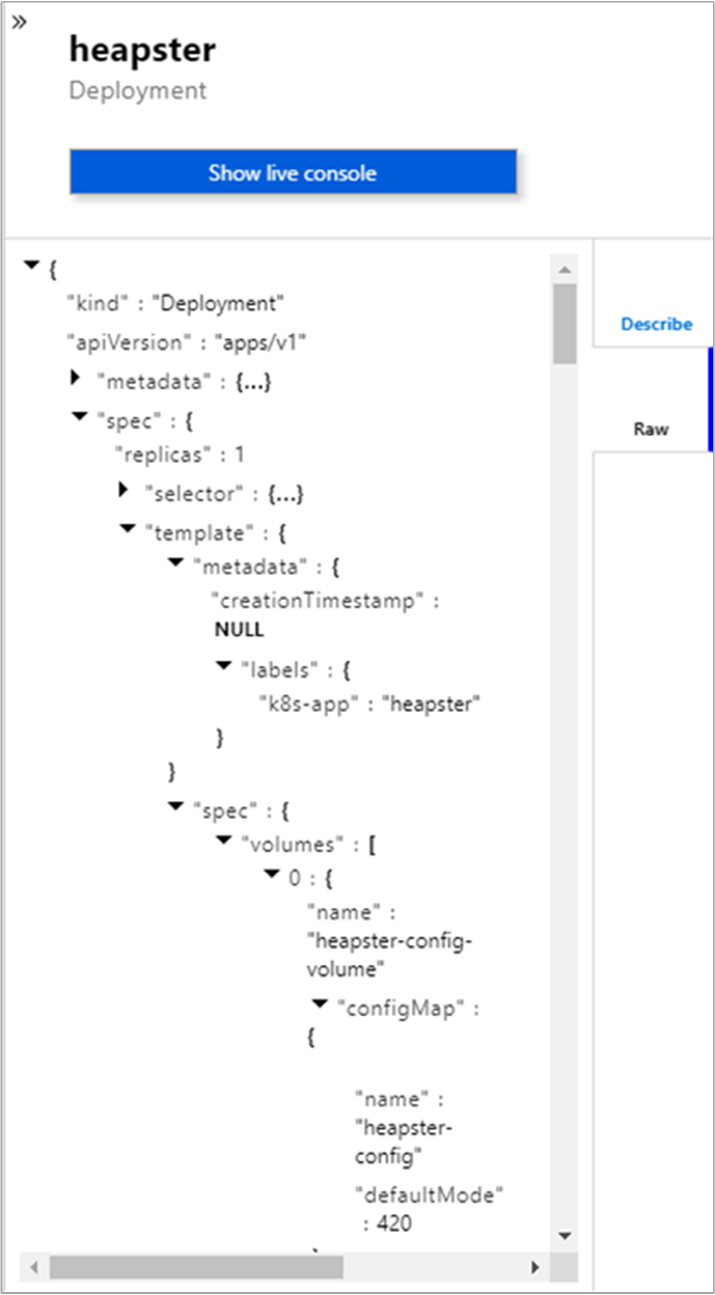 »
heapster
Deployment
Show live console
{
"kind" : "Deployment"
"apiVersion" : "apps/v1"
"metadata" : {...}
"spec" : {
"replicas" : 1
"selector" : {...}
"template" : {
"metadata" : {
"creationTimestamp" :
NULL
"labels" : {
"k8s-app" : "heapster"
}
}
"spec" : {
"volumes" : [
0 : {
"name" :
"heapster-config-
volume"
"configMap" :
{
"name" :
"heapster-
config"
"defaultMode"
: 420
Describe
Raw